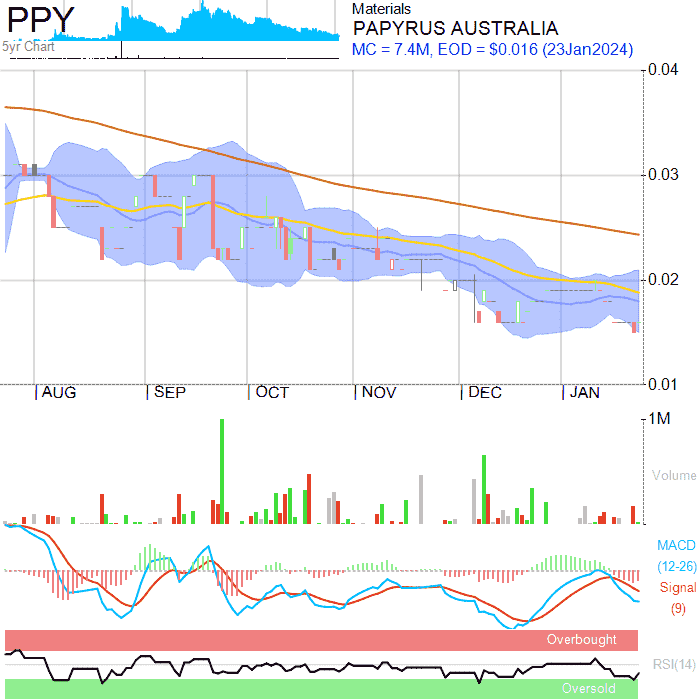 PPY
5yr Chart
Materials
PAPYRUS AUSTRALIA
MC = 7.4M, EOD = $0.016 (23Jan2024)
0.04
0.03
0.02
0.01
AUG SEP OCT NOV DEC JAN
1M
Volume
MACD
(12-26)
Signal
(9)
Overbought
RSI(14)
Oversold